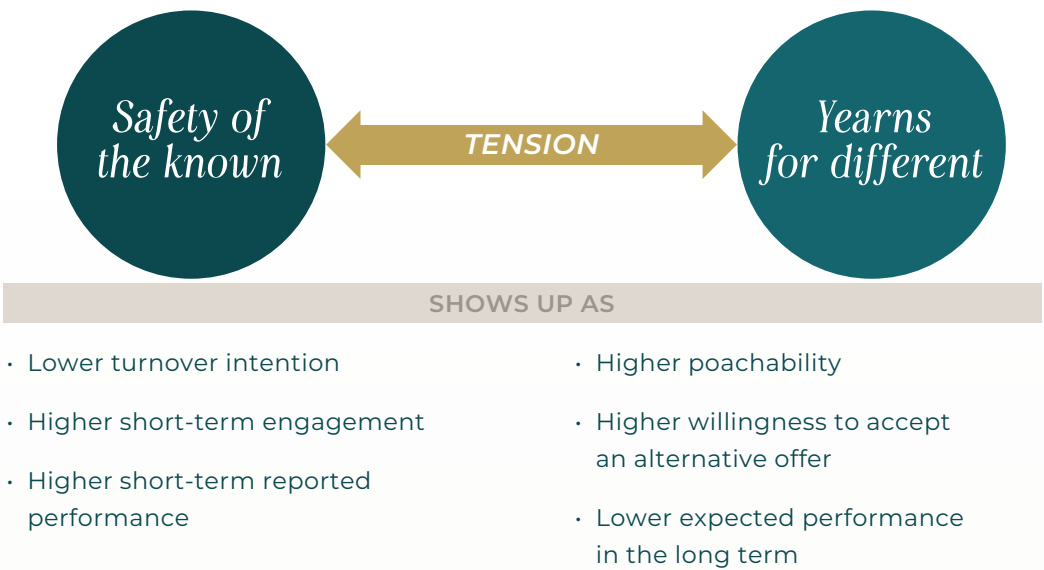 Safety of
the known
TENSION
Yearns
for different
SHOWS UP AS
• Lower turnover intention
• Higher short-term engagement
• Higher short-term reported
performance
• Higher poachability
• Higher willingness to accept
an alternative offer
• Lower expected performance
in the long term